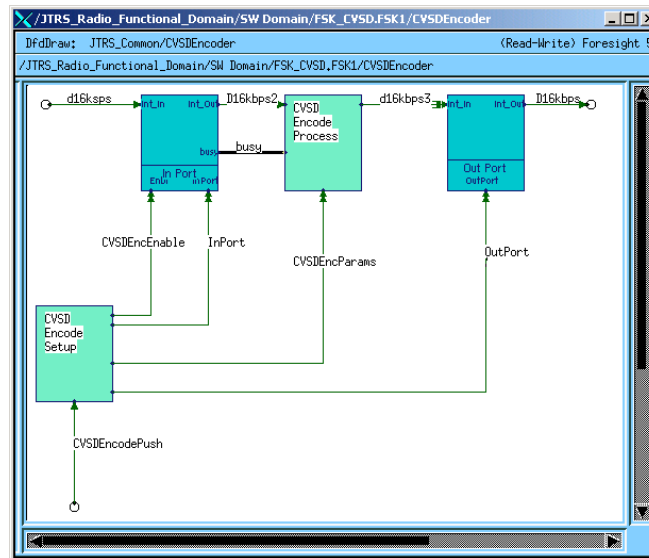 /JTRS_Radio_Functional_Domain/SW Domain/FSK_CVSD.FSK1/CVSDEncoder
DfdDraw: JTRS_Common/CVSDEncoder (Read-Write) Foresight 5
/JTRS_Radio_Functional_Domain/SW Domain/FSK_CVSD.FSK1/CVSDEncoder
d16ksps
Int_In Int_Out
D16kbps2
CVSD
Encode
Process
d16kbps3
Int_In Int_Out
D16kbps
busy
busy
In Port
Enbl InPort
Out Port
OutPort
CVSDEncEnable
InPort
CVSDEncParams
OutPort
CVSD
Encode
Setup
CVSDEncodePush